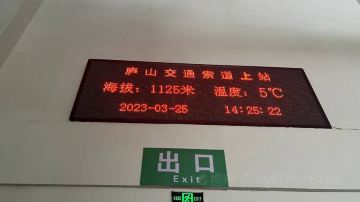 庐山交通索道上站
海拔：1125米 温度：5℃
2023-03-25 14:25:22
出口
Exit